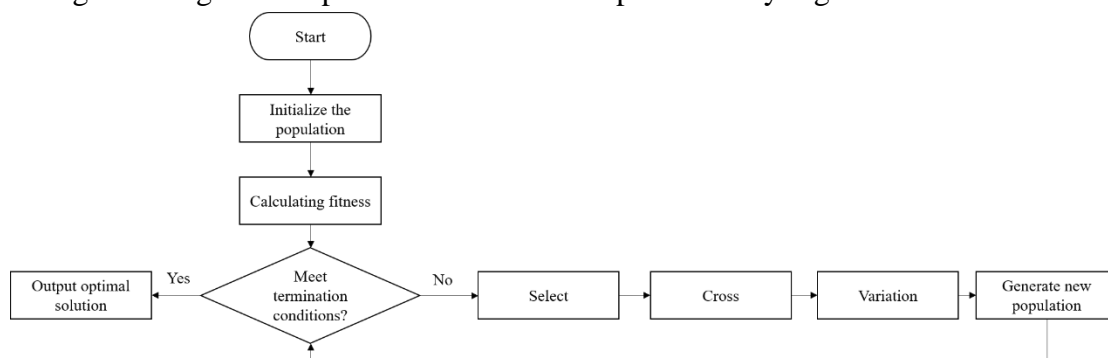 Start
Initialize the
population
Calculating fitness
Meet
termination
conditions?
Yes
No
Output optimal
solution
Select
Cross
Variation
Generate new
population